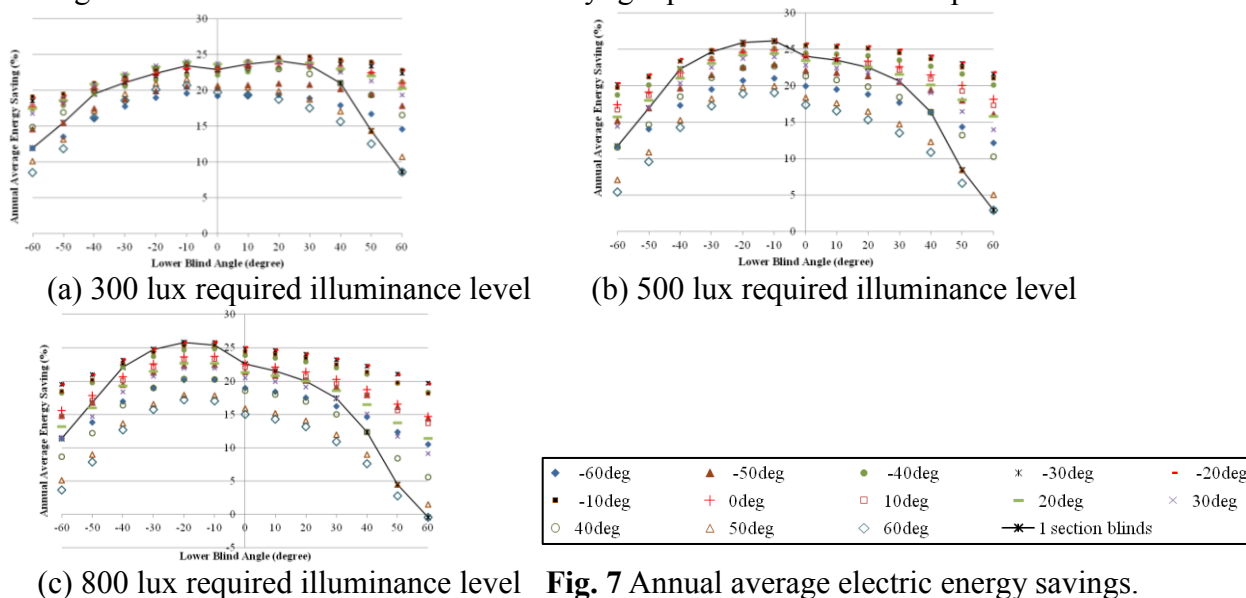 Annual Average Energy Saving (%)
30
25
20
15
10
5
0
-60 -50 -40 -30 -20 -10 0 10 20 30 40 50 60
Lower Blind Angle (degree)
(a) 300 lux required illuminance level
Annual Average Energy Saving (%)
30
25
20
15
10
5
0
-60 -50 -40 -30 -20 -10 0 10 20 30 40 50 60
Lower Blind Angle (degree)
(b) 500 lux required illuminance level
Annual Average Energy Saving (%)
30
25
20
15
10
5
0
-5
-60 -50 -40 -30 -20 -10 0 10 20 30 40 50 60
Lower Blind Angle (degree)
-60deg -50deg -40deg -30deg -20deg
-10deg 0deg 10deg 20deg 30deg
40deg 50deg 60deg 1 section blinds
(c) 800 lux required illuminance level Fig. 7 Annual average electric energy savings.